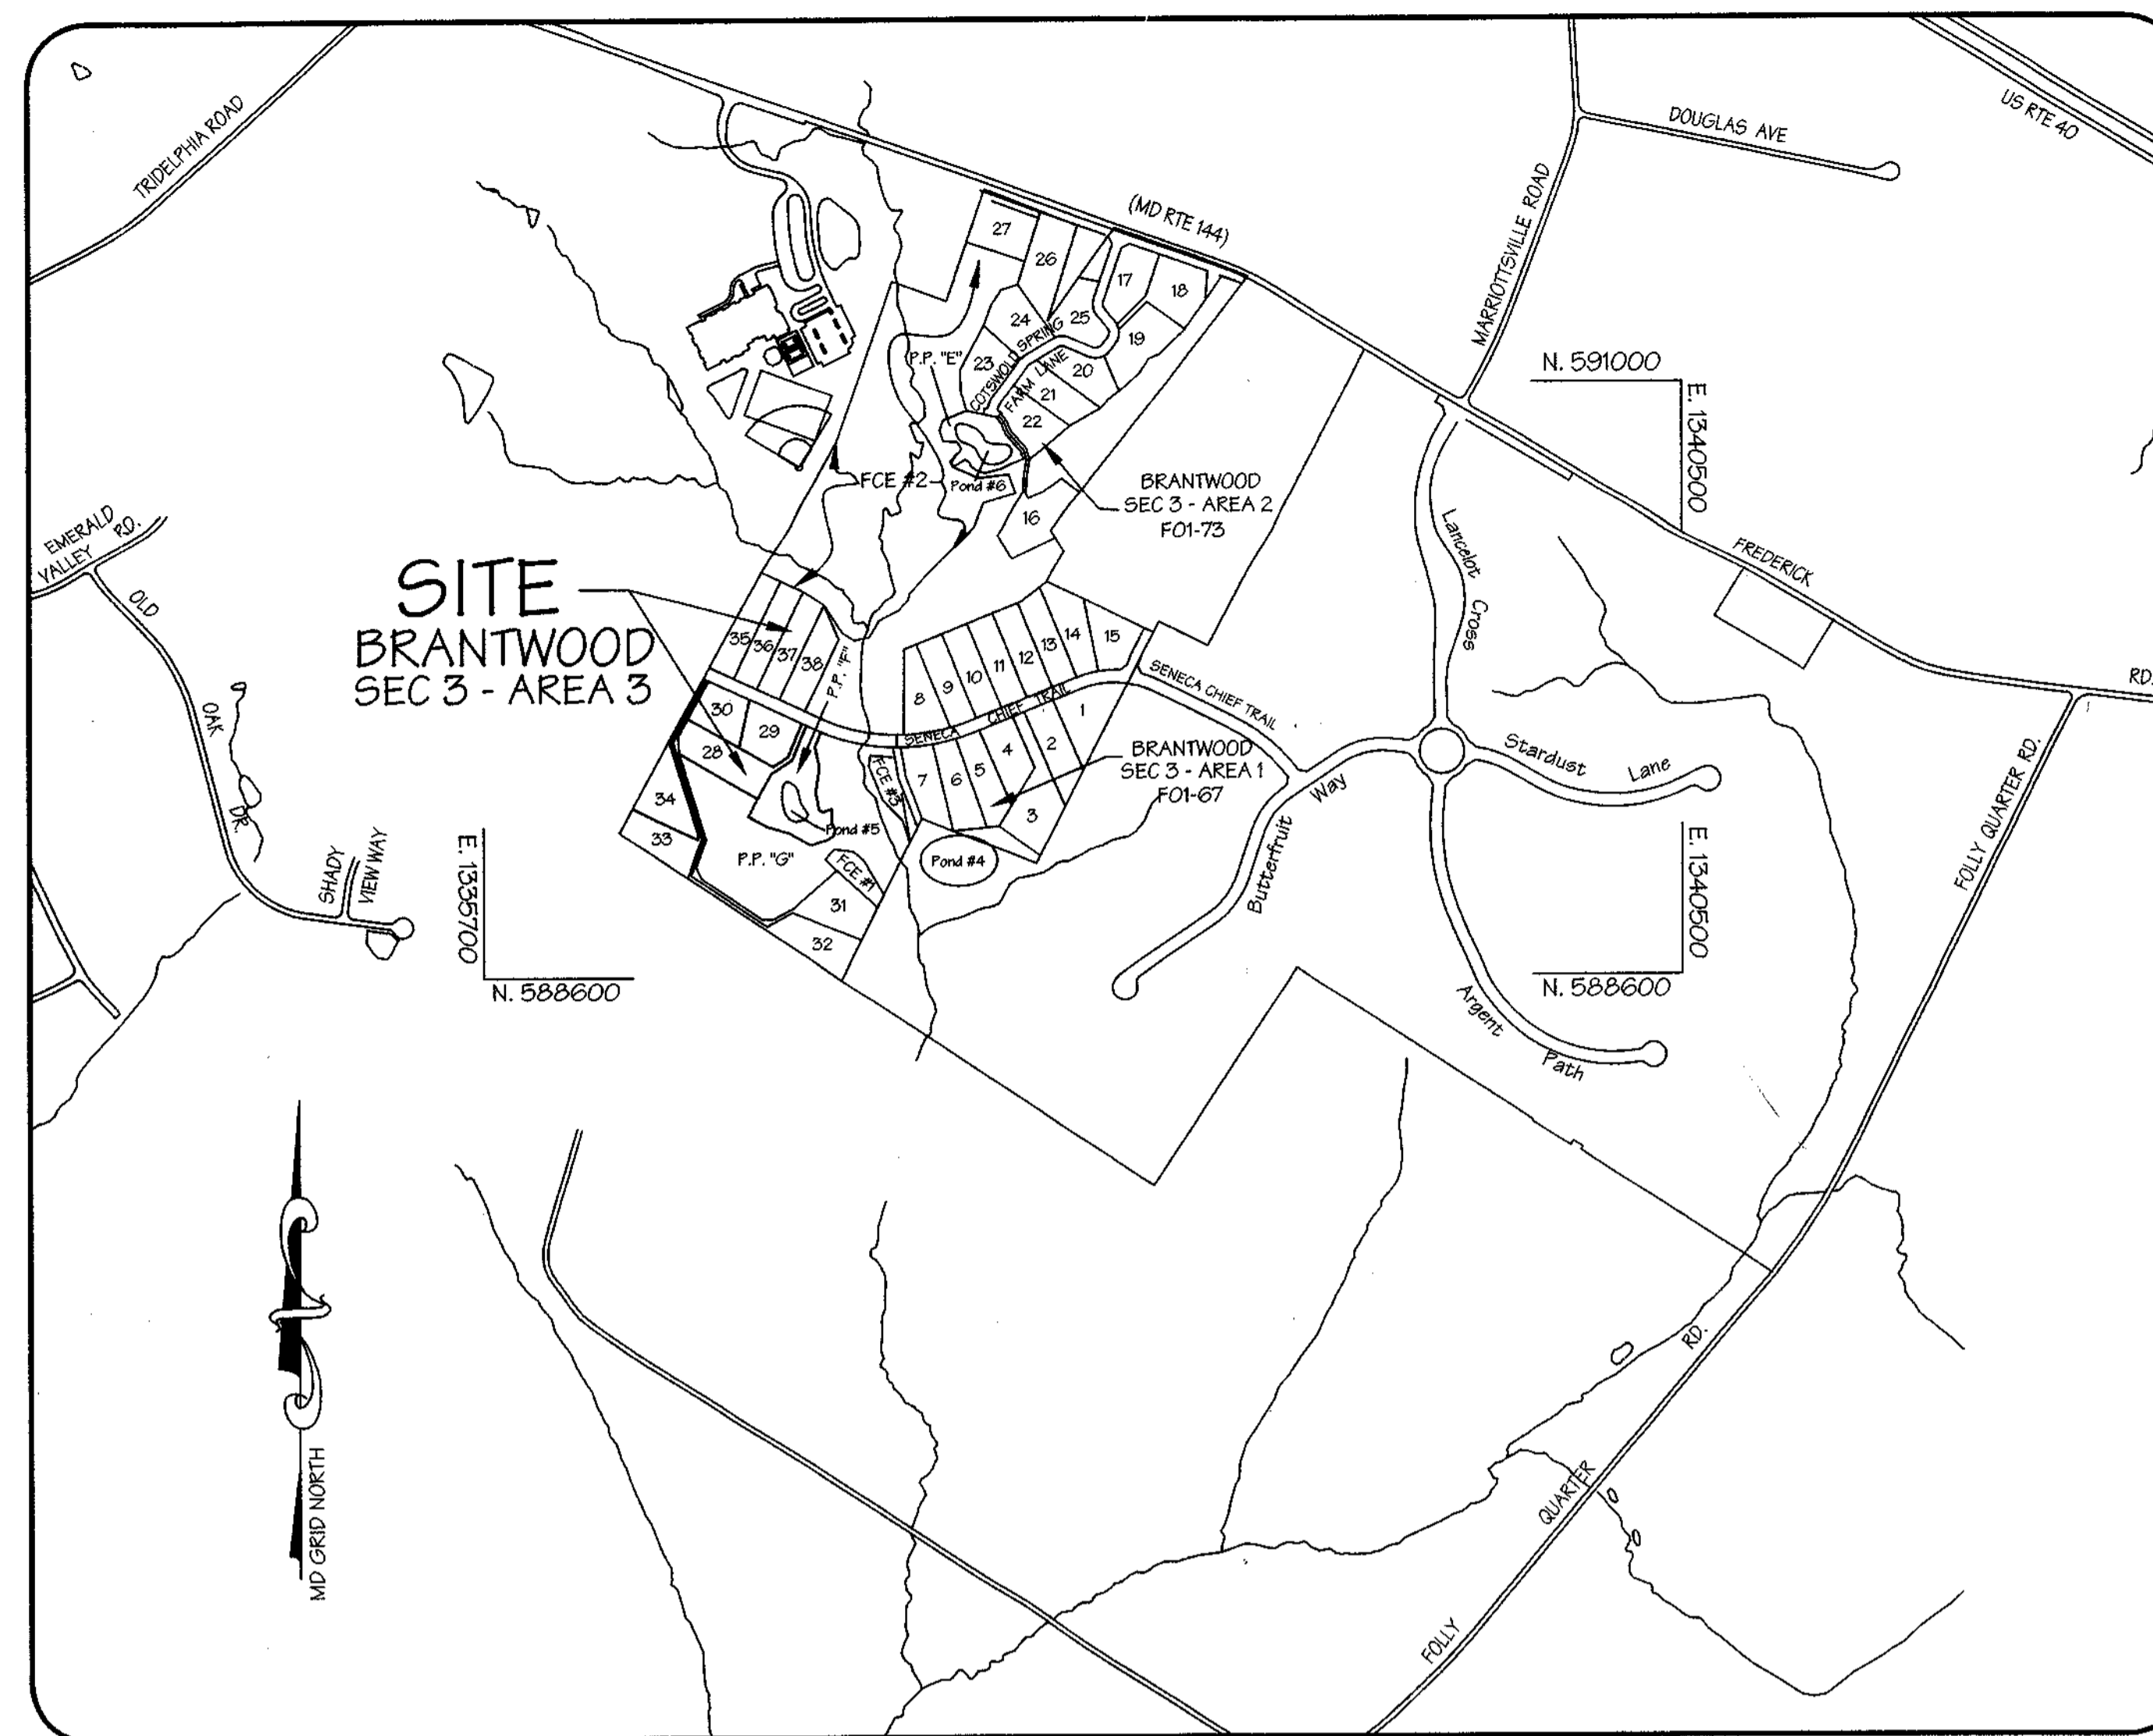 TRIDELPHIA ROAD
DOUGLAS AVE
US RTE 40
(MD RTE 144)
MARRIOTTSVILLE ROAD
27
26
17
18
24
25
19
23
20
21
22
COTSWOLD SPRING
FARM LANE
P.P. "E"
N. 591000
E. 1340500
FCE #2
Pond #6
16
BRANTWOOD
SEC 3 - AREA 2
F01-73
EMERALD
VALLEY RD.
OLD
OAK
DR.
SHADY
VIEW WAY
SITE
BRANTWOOD
SEC 3 - AREA 3
35
36
37
38
P.P. "F"
30
29
28
34
33
8
9
10
11
12
13
14
15
SENECA CHIEF TRAIL
SENECA CHIEF TRAIL
7
6
5
4
2
1
3
FCE #3
BRANTWOOD
SEC 3 - AREA 1
F01-67
Pond #5
Pond #4
P.P. "G"
FCE #1
31
32
Lancelot Cross
FREDERICK
RD.
Stardust Lane
Butterfruit Way
Argent Path
FOLLY QUARTER RD.
E. 1335700
N. 588600
E. 1340500
N. 588600
MD GRID NORTH
FOLLY QUARTER RD.